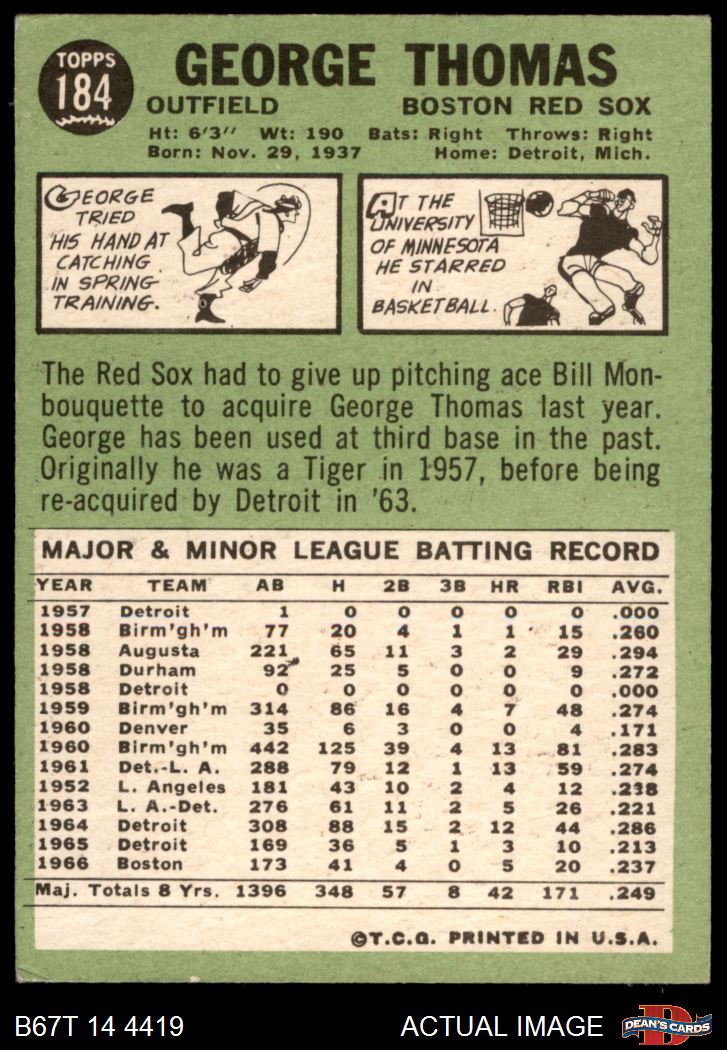 TOPPS
184
GEORGE THOMAS
OUTFIELD BOSTON RED SOX
Ht: 6'3" Wt: 190 Bats: Right Throws: Right
Born: Nov. 29, 1937 Home: Detroit, Mich.
GEORGE
TRIED
HIS HAND AT
CATCHING
IN SPRING
TRAINING.
AT THE
UNIVERSITY
OF MINNESOTA
HE STARRED
IN
BASKETBALL.
The Red Sox had to give up pitching ace Bill Mon-
bouquette to acquire George Thomas last year.
George has been used at third base in the past.
Originally he was a Tiger in 1957, before being
re-acquired by Detroit in '63.
MAJOR & MINOR LEAGUE BATTING RECORD
YEAR TEAM AB H 2B 3B HR RBI AVG.
1957 Detroit 1 0 0 0 0 0 .000
1958 Birm'gh'm 77 20 4 1 1 15 .260
1958 Augusta 221 65 11 3 2 29 .294
1958 Durham 92 25 5 0 0 9 .272
1958 Detroit 0 0 0 0 0 0 .000
1959 Birm'gh'm 314 86 16 4 7 48 .274
1960 Denver 35 6 3 0 0 4 .171
1960 Birm'gh'm 442 125 39 4 13 81 .283
1961 Det.-L. A. 288 79 12 1 13 59 .274
1952 L. Angeles 181 43 10 2 4 12 .238
1963 L. A.-Det. 276 61 11 2 5 26 .221
1964 Detroit 308 88 15 2 12 44 .286
1965 Detroit 169 36 5 1 3 10 .213
1966 Boston 173 41 4 0 5 20 .237
Maj. Totals 8 Yrs. 1396 348 57 8 42 171 .249
©T.C.G. PRINTED IN U.S.A.
B67T 14 4419 ACTUAL IMAGE
D
DEAN'S CARDS